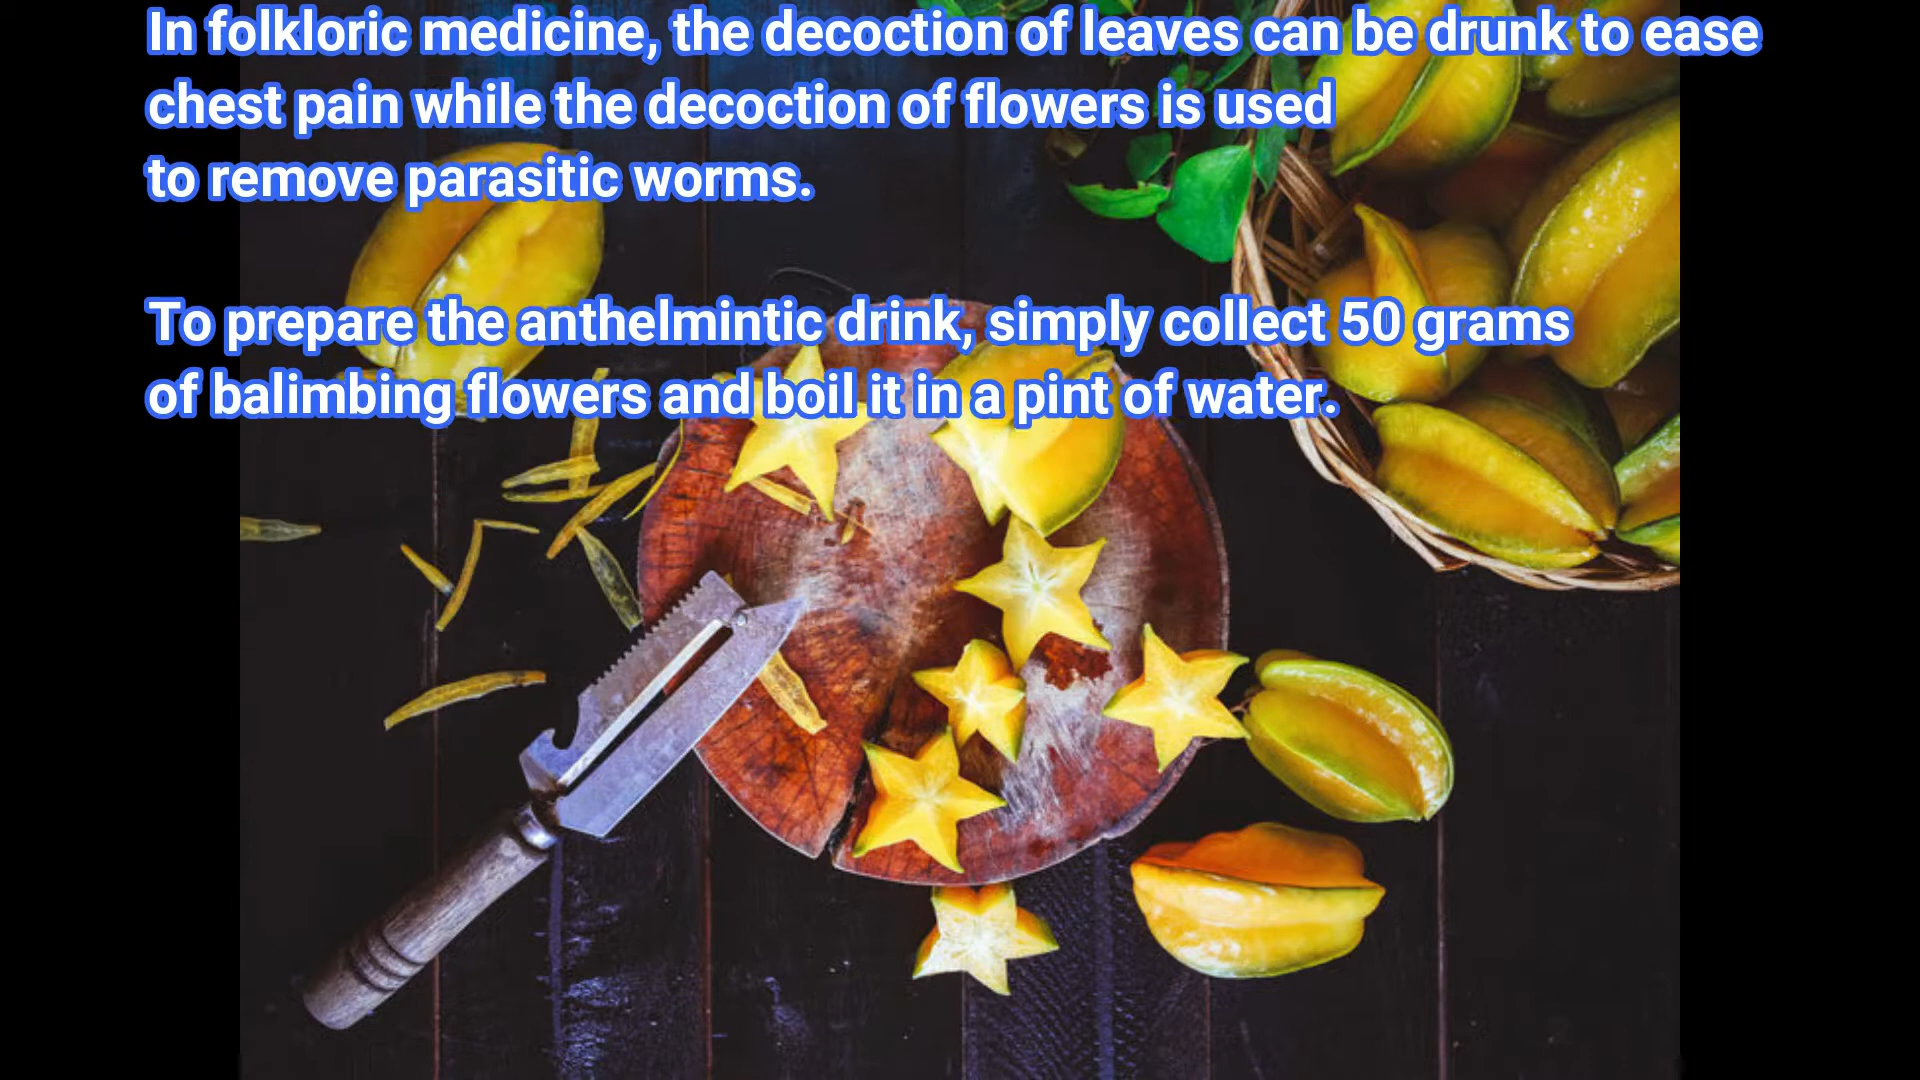 In folkloric medicine, the decoction of leaves can be drunk to ease
chest pain while the decoction of flowers is used
to remove parasitic worms.
To prepare the anthelmintic drink, simply collect 50 grams
of balimbing flowers and boil it in a pint of water.